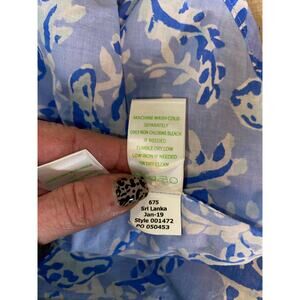 MACHINE WASH COLD
SEPARATELY
ONLY NON-CHLORINE BLEACH
IF NEEDED
TUMBLE DRY LOW
LOW IRON IF NEEDED
DRY CLEAN
675
Sri Lanka
Jan-19
Style 001472
PO 050453